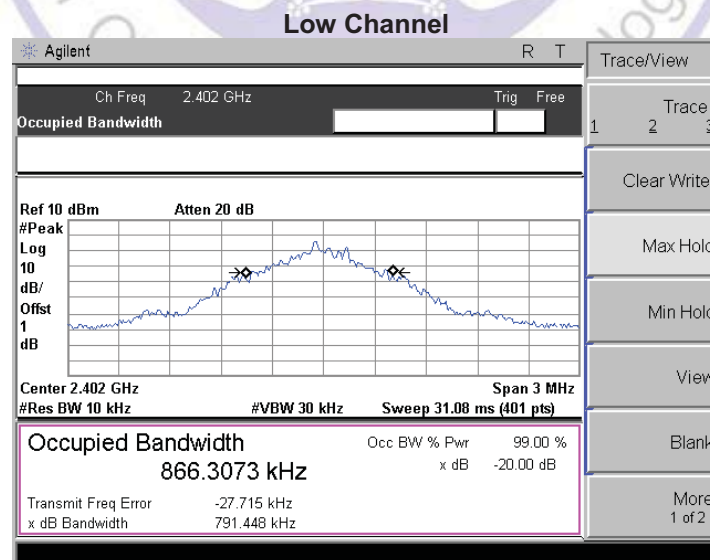 Low Channel
Agilent R T
Trace/View
Ch Freq 2.402 GHz Trig Free
Occupied Bandwidth
Trace
1 2
Clear Write
Ref 10 dBm Atten 20 dB
#Peak
Log
10
dB/
Offst
1
dB
Max Hold
Min Hold
View
Center 2.402 GHz Span 3 MHz
#Res BW 10 kHz #VBW 30 kHz Sweep 31.08 ms (401 pts)
Blank
Occupied Bandwidth Occ BW % Pwr 99.00 %
866.3073 kHz x dB -20.00 dB
Transmit Freq Error -27.715 kHz
x dB Bandwidth 791.448 kHz
More
1 of 2